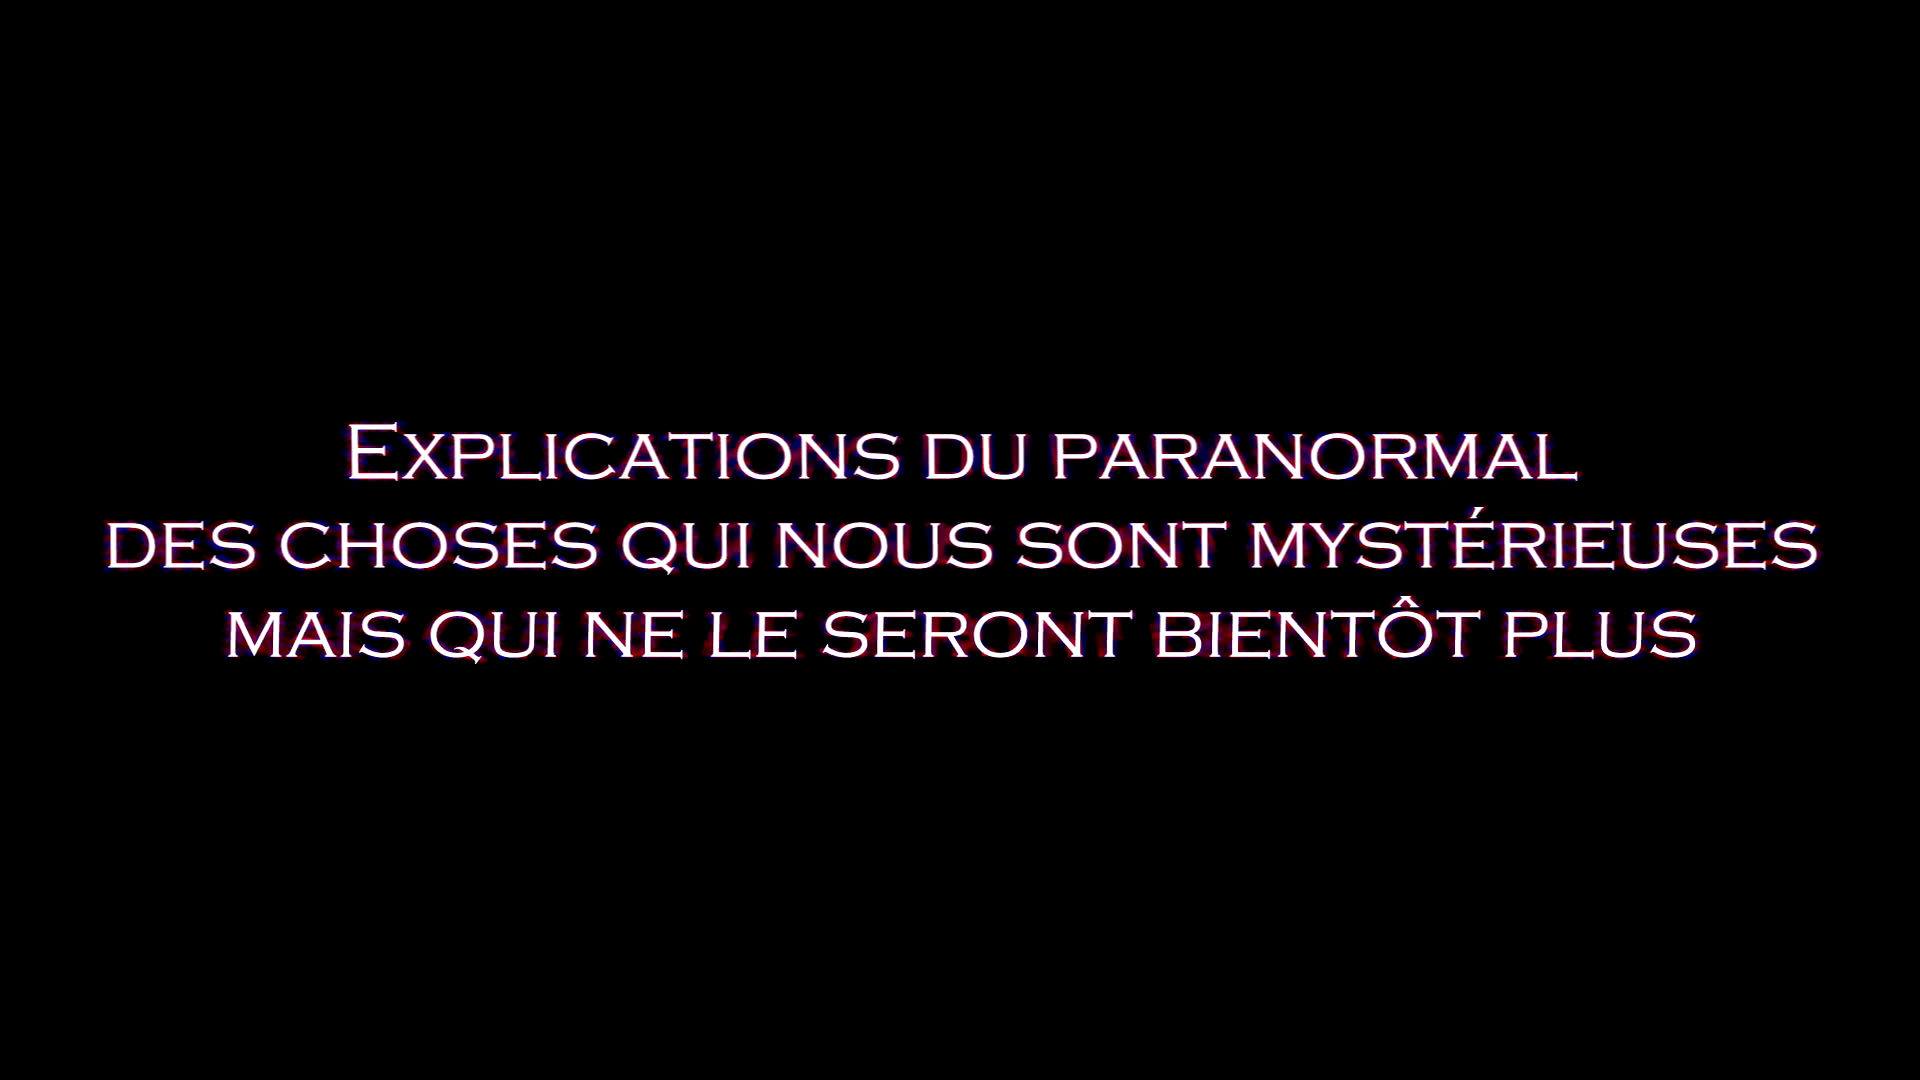 Explications du paranormal
des choses qui nous sont mystérieuses
mais qui ne le seront bientôt plus